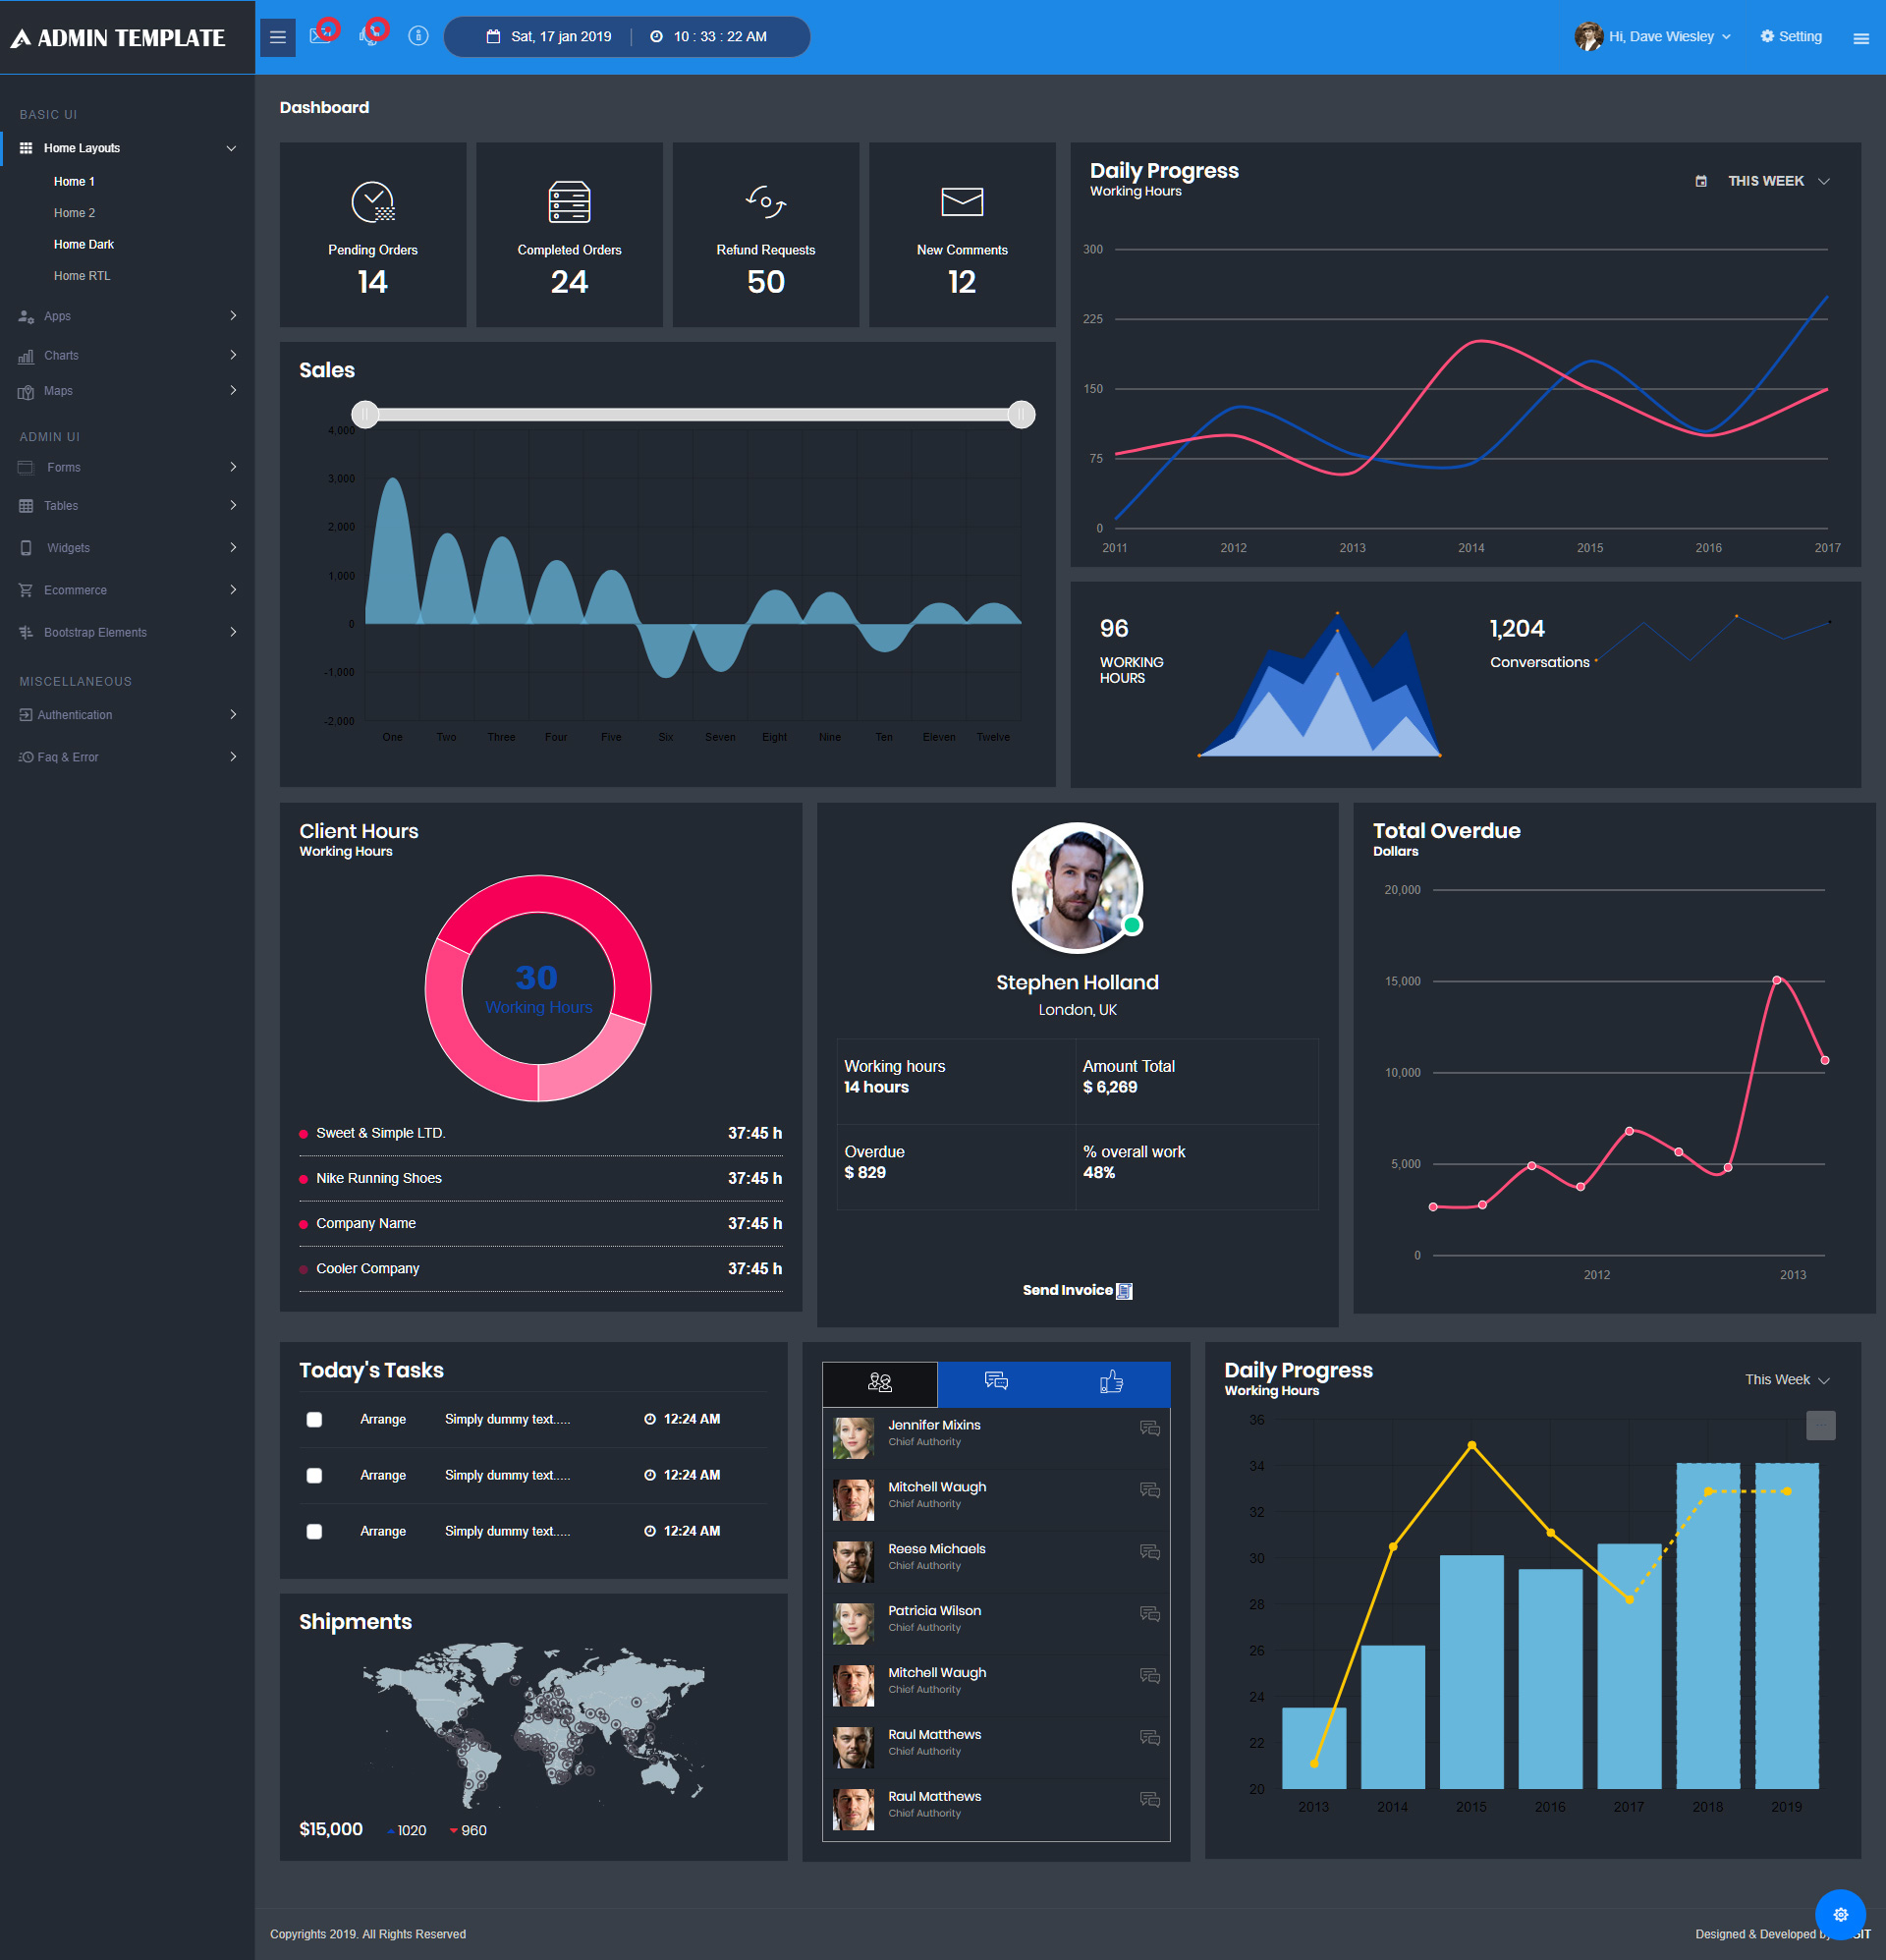 ADMIN TEMPLATE
Sat, 17 jan 2019
10 : 33 : 22 AM
Hi, Dave Wiesley
Setting
BASIC UI
Home Layouts
Home 1
Home 2
Home Dark
Home RTL
Apps
Charts
Maps
ADMIN UI
Forms
Tables
Widgets
Ecommerce
Bootstrap Elements
MISCELLANEOUS
Authentication
Faq & Error
Dashboard
Pending Orders
14
Completed Orders
24
Refund Requests
50
New Comments
12
Daily Progress
Working Hours
THIS WEEK
300
225
150
75
0
2011 2012 2013 2014 2015 2016 2017
Sales
4,000
3,000
2,000
1,000
0
-1,000
-2,000
One Two Three Four Five Six Seven Eight Nine Ten Eleven Twelve
96
WORKING
HOURS
1,204
Conversations
Client Hours
Working Hours
30
Working Hours
Sweet & Simple LTD. 37:45 h
Nike Running Shoes 37:45 h
Company Name 37:45 h
Cooler Company 37:45 h
Stephen Holland
London, UK
Working hours
14 hours
Amount Total
$ 6,269
Overdue
$ 829
% overall work
48%
Send Invoice
Total Overdue
Dollars
20,000
15,000
10,000
5,000
0
2012 2013
Today's Tasks
Arrange Simply dummy text..... 12:24 AM
Arrange Simply dummy text..... 12:24 AM
Arrange Simply dummy text..... 12:24 AM
Shipments
$15,000 1020 960
Jennifer Mixins
Chief Authority
Mitchell Waugh
Chief Authority
Reese Michaels
Chief Authority
Patricia Wilson
Chief Authority
Mitchell Waugh
Chief Authority
Raul Matthews
Chief Authority
Raul Matthews
Chief Authority
Daily Progress
Working Hours
This Week
...
36
34
32
30
28
26
24
22
20
2013 2014 2015 2016 2017 2018 2019
Copyrights 2019. All Rights Reserved
Designed & Developed